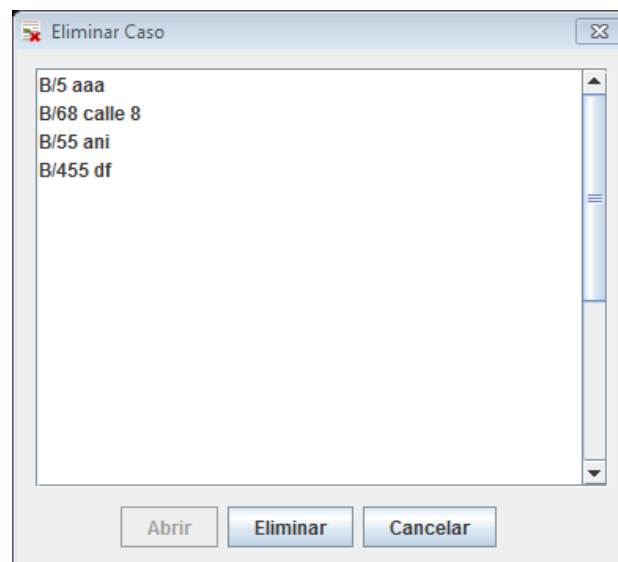 Eliminar Caso
B/5 aaa
B/68 calle 8
B/55 ani
B/455 df
Abrir Eliminar Cancelar